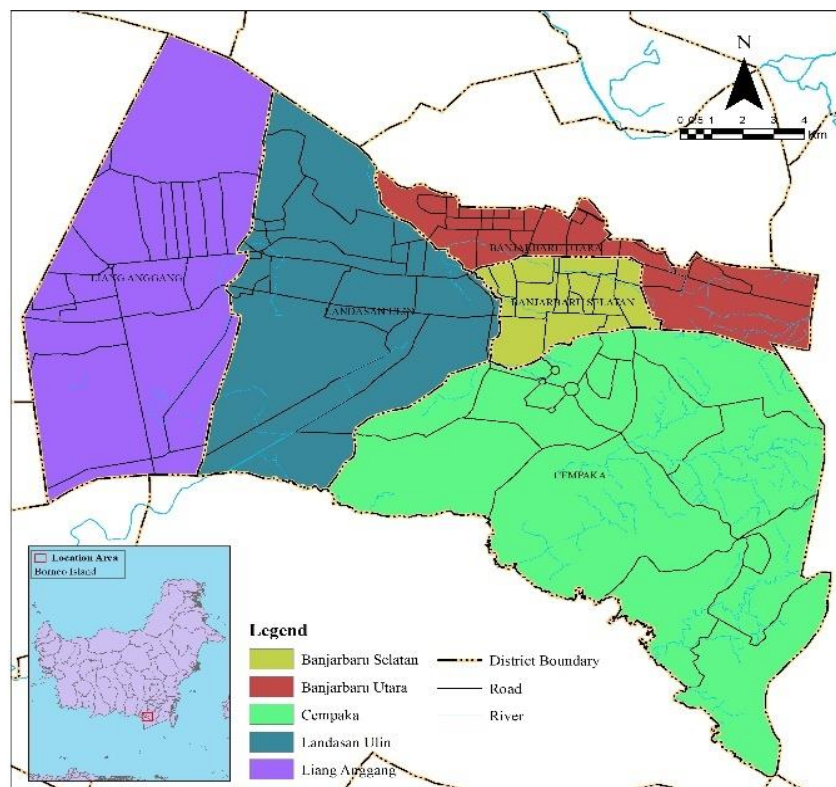 N
0 0.5 1 2 3 4
Km
BANJARBARU UTARA
LIANG ANGGANG
BANJARBARU SELATAN
LANDASAN ULIN
CEMPAKA
Location Area
Borneo Island
Legend
Banjarbaru Selatan
Banjarbaru Utara
Cempaka
Landasan Ulin
Liang Anggang
District Boundary
Road
River